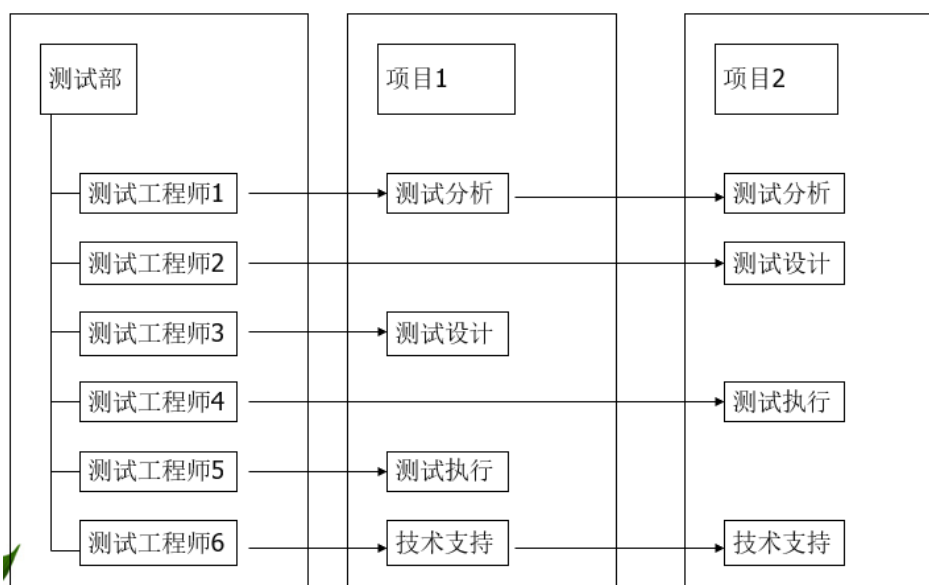 测试部 项目1 项目2
测试工程师1 测试分析 测试分析
测试工程师2 测试设计
测试工程师3 测试设计
测试工程师4 测试执行
测试工程师5 测试执行
测试工程师6 技术支持 技术支持